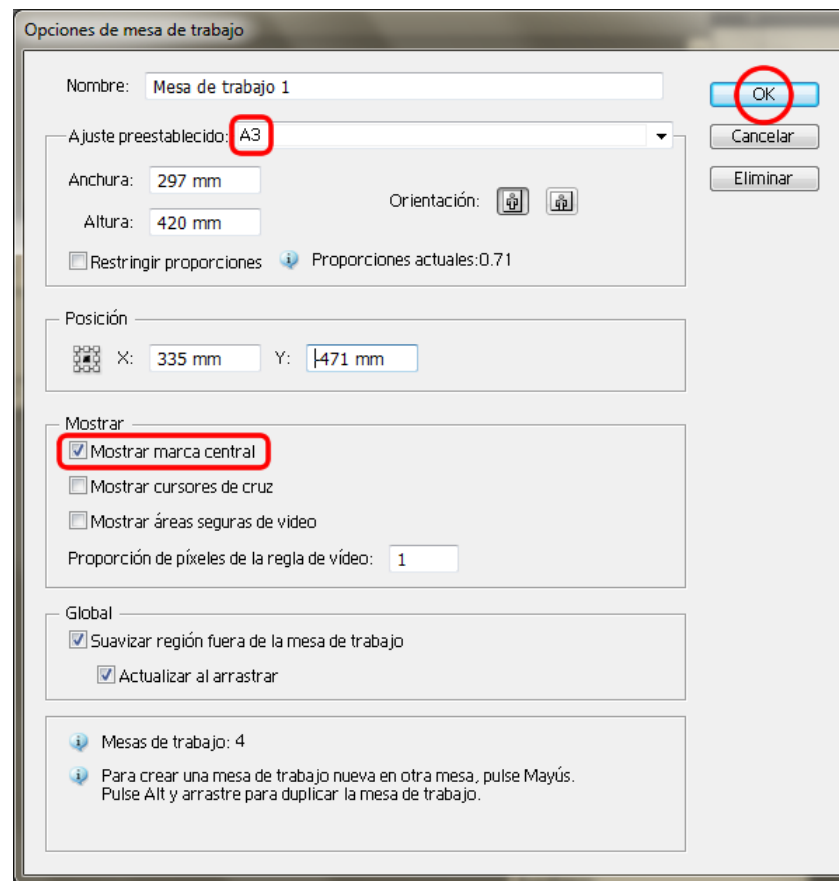 Opciones de mesa de trabajo
Nombre: Mesa de trabajo 1
OK
Ajuste preestablecido: A3
Cancelar
Anchura: 297 mm
Eliminar
Orientación:
Altura: 420 mm
Restringir proporciones Proporciones actuales:0.71
Posición
X: 335 mm Y: -471 mm
Mostrar
Mostrar marca central
Mostrar cursores de cruz
Mostrar áreas seguras de video
Proporción de píxeles de la regla de vídeo: 1
Global
Suavizar región fuera de la mesa de trabajo
Actualizar al arrastrar
Mesas de trabajo: 4
Para crear una mesa de trabajo nueva en otra mesa, pulse Mayús.
Pulse Alt y arrastre para duplicar la mesa de trabajo.